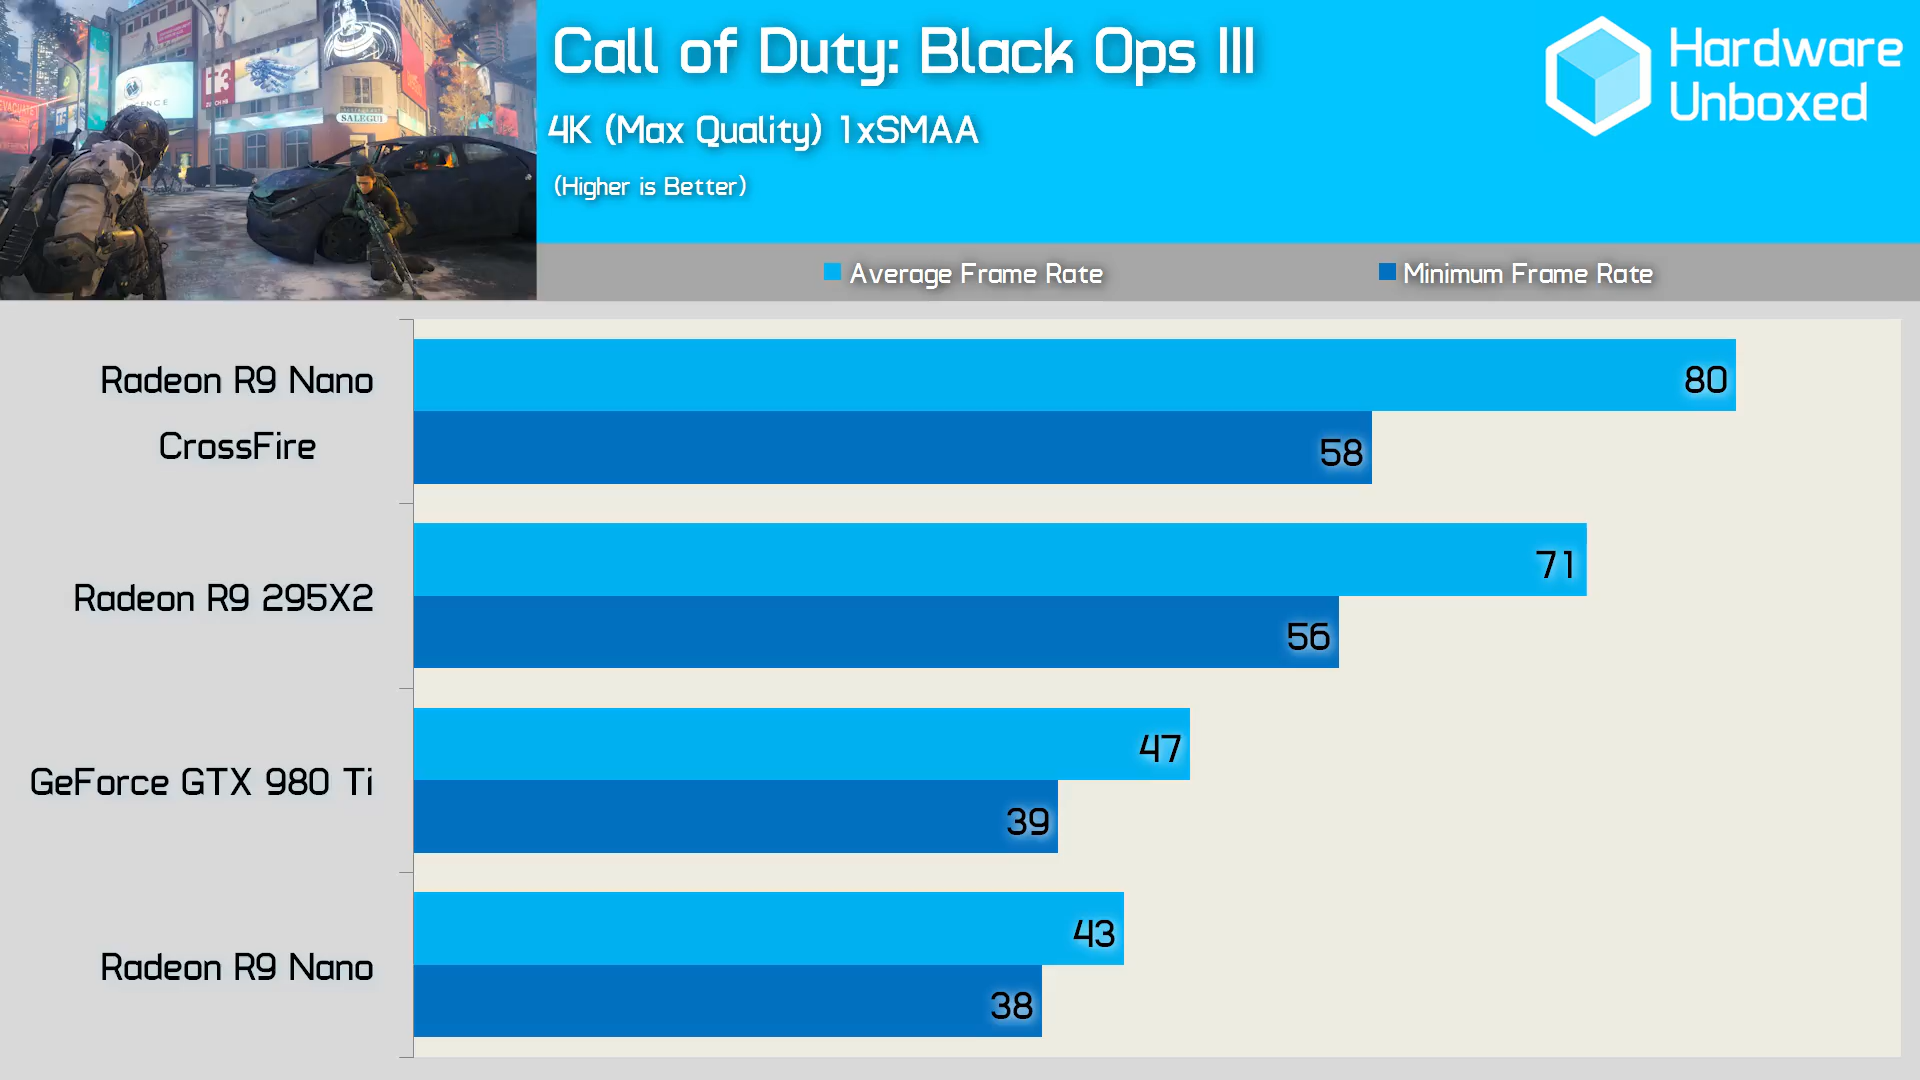 Call of Duty: Black Ops III
4K (Max Quality) 1xSMAA
(Higher is Better)
Hardware
Unboxed
SALEGUI
Average Frame Rate
Minimum Frame Rate
Radeon R9 Nano
CrossFire
80
58
Radeon R9 295X2
71
56
GeForce GTX 980 Ti
47
39
Radeon R9 Nano
43
38